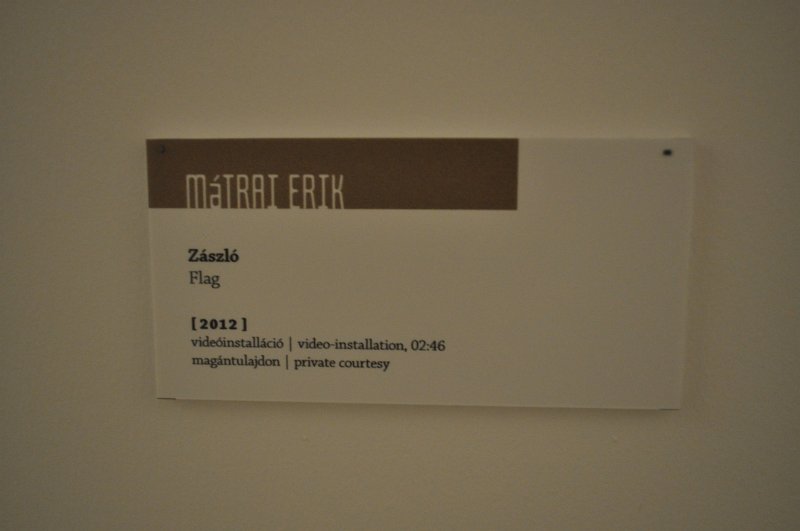 MáTRAI ERIK
Zászló
Flag
[ 2012 ]
videóinstalláció | video-installation, 02:46
magántulajdon | private courtesy